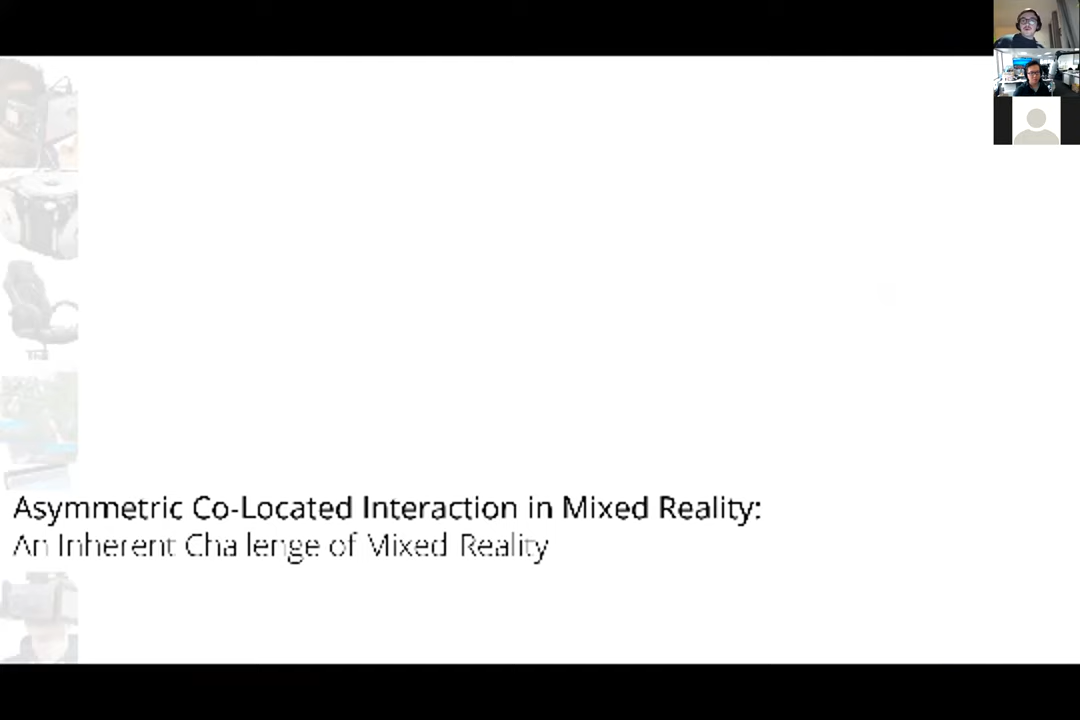 Asymmetric Co-Located Interaction in Mixed Reality:
An Inherent Challenge of Mixed Reality